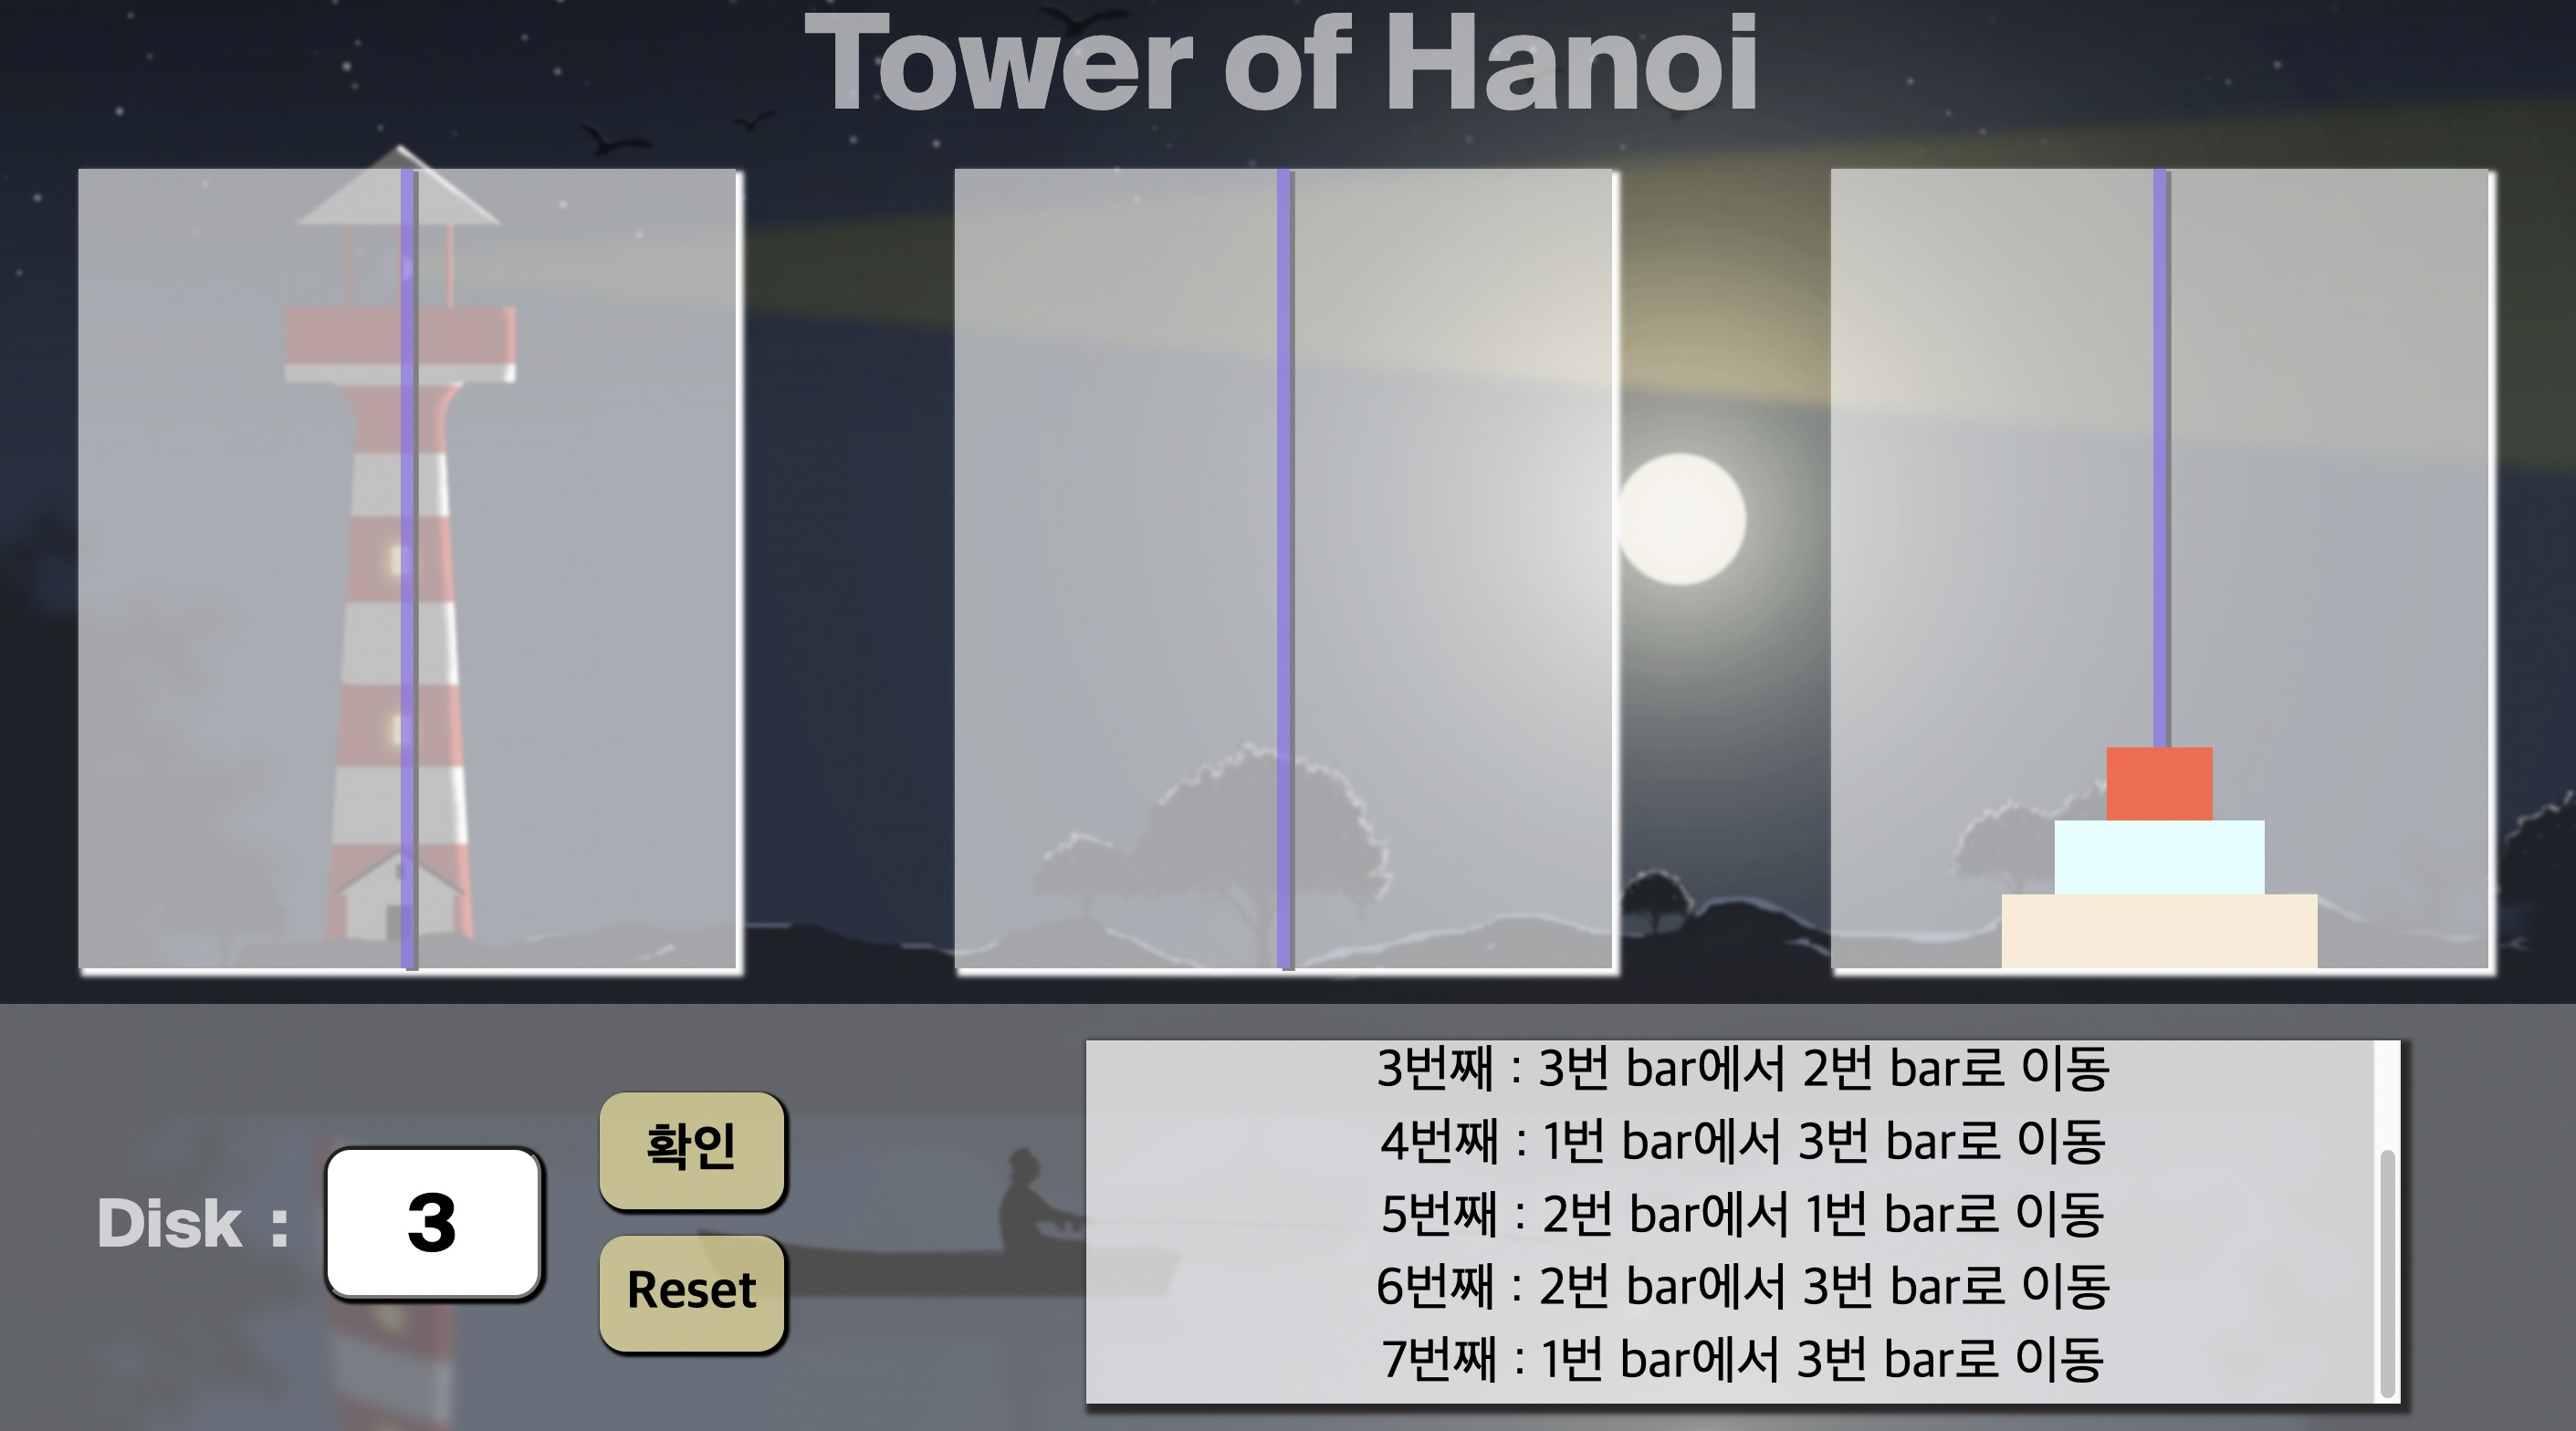 Tower of Hanoi
Disk :
3
확인
Reset
3번째 : 3번 bar에서 2번 bar로 이동
4번째 : 1번 bar에서 3번 bar로 이동
5번째 : 2번 bar에서 1번 bar로 이동
6번째 : 2번 bar에서 3번 bar로 이동
7번째 : 1번 bar에서 3번 bar로 이동